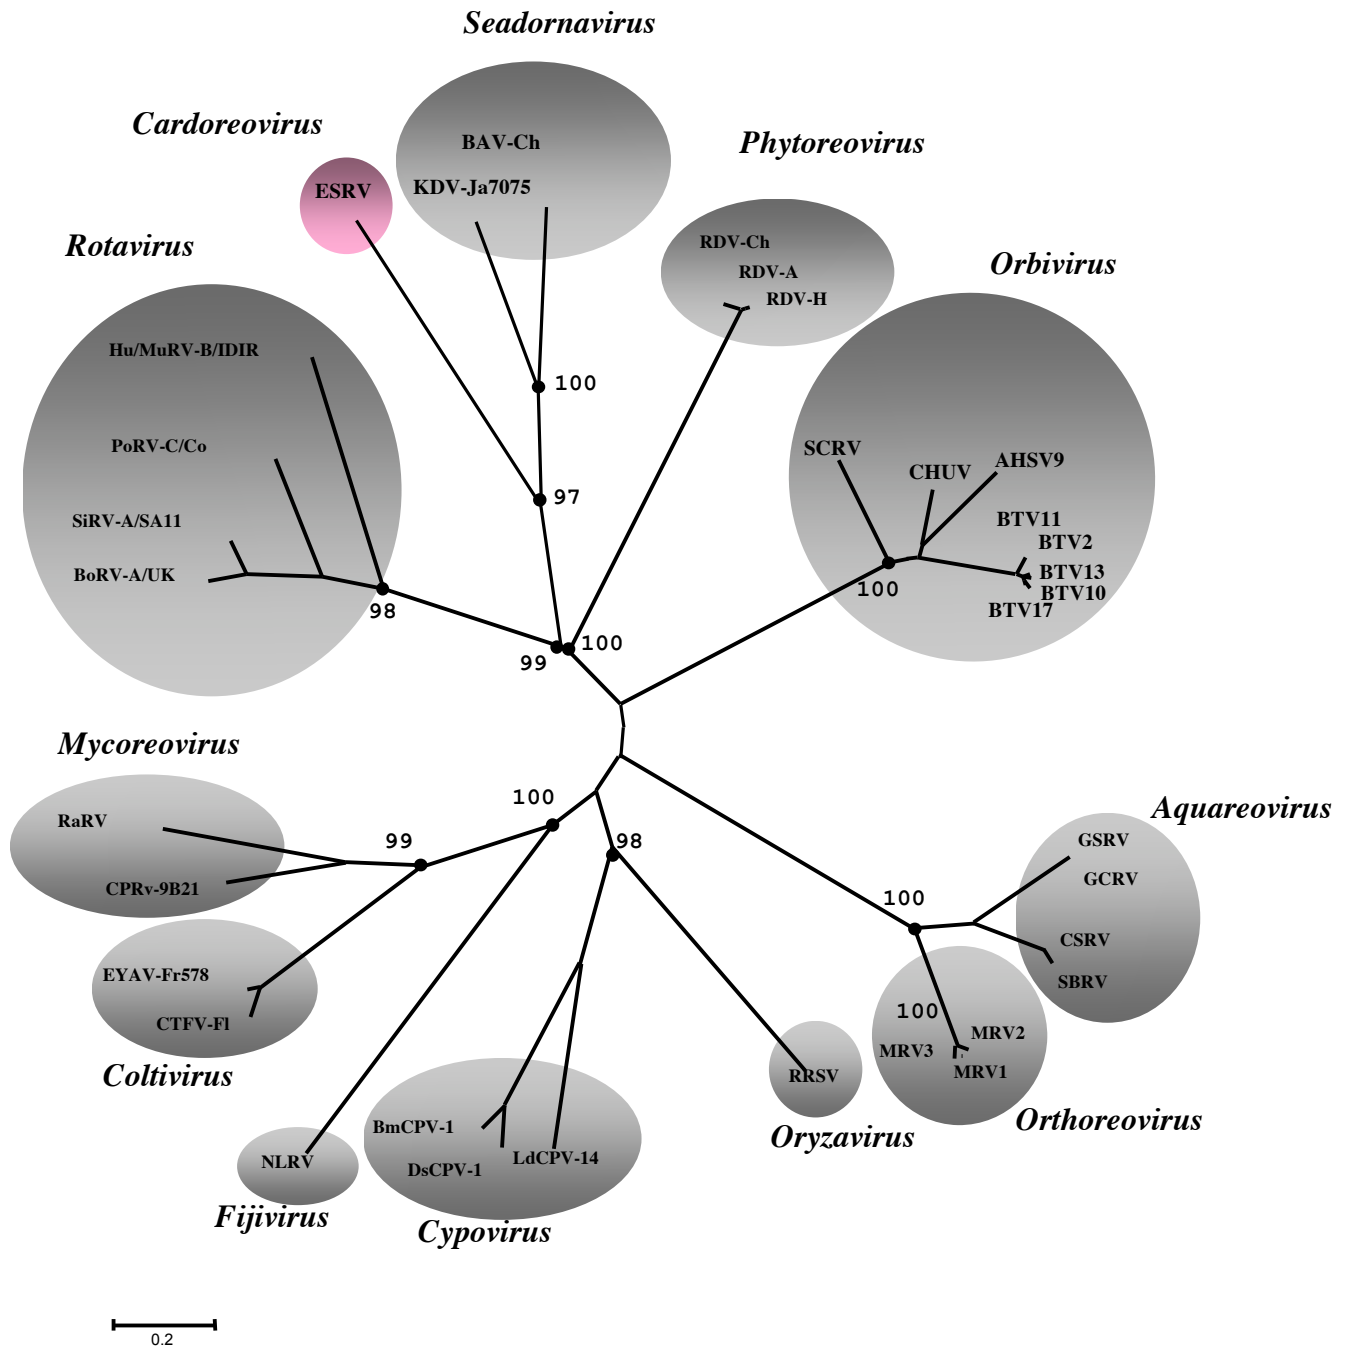 Seadornavirus
Cardoreovirus
BAV-Ch
Phytoreovirus
ESRV
KDV-Ja7075
Rotavirus
RDV-Ch
RDV-A
RDV-H
Orbivirus
Hu/MuRV-B/IDIR
100
PoRV-C/Co
SCRV
CHUV
AHSV9
97
SiRV-A/SA11
BTV11
BTV2
BoRV-A/UK
BTV13
100
BTV10
98
BTV17
99
100
Mycoreovirus
100
Aquareovirus
RaRV
99
98
GSRV
CPRv-9B21
GCRV
100
CSRV
EYAV-Fr578
SBRV
CTFV-Fl
100
MRV2
MRV3
MRV1
Coltivirus
RRSV
BmCPV-1
Orthoreovirus
Oryzavirus
NLRV
DsCPV-1
LdCPV-14
Fijivirus
Cypovirus
0.2